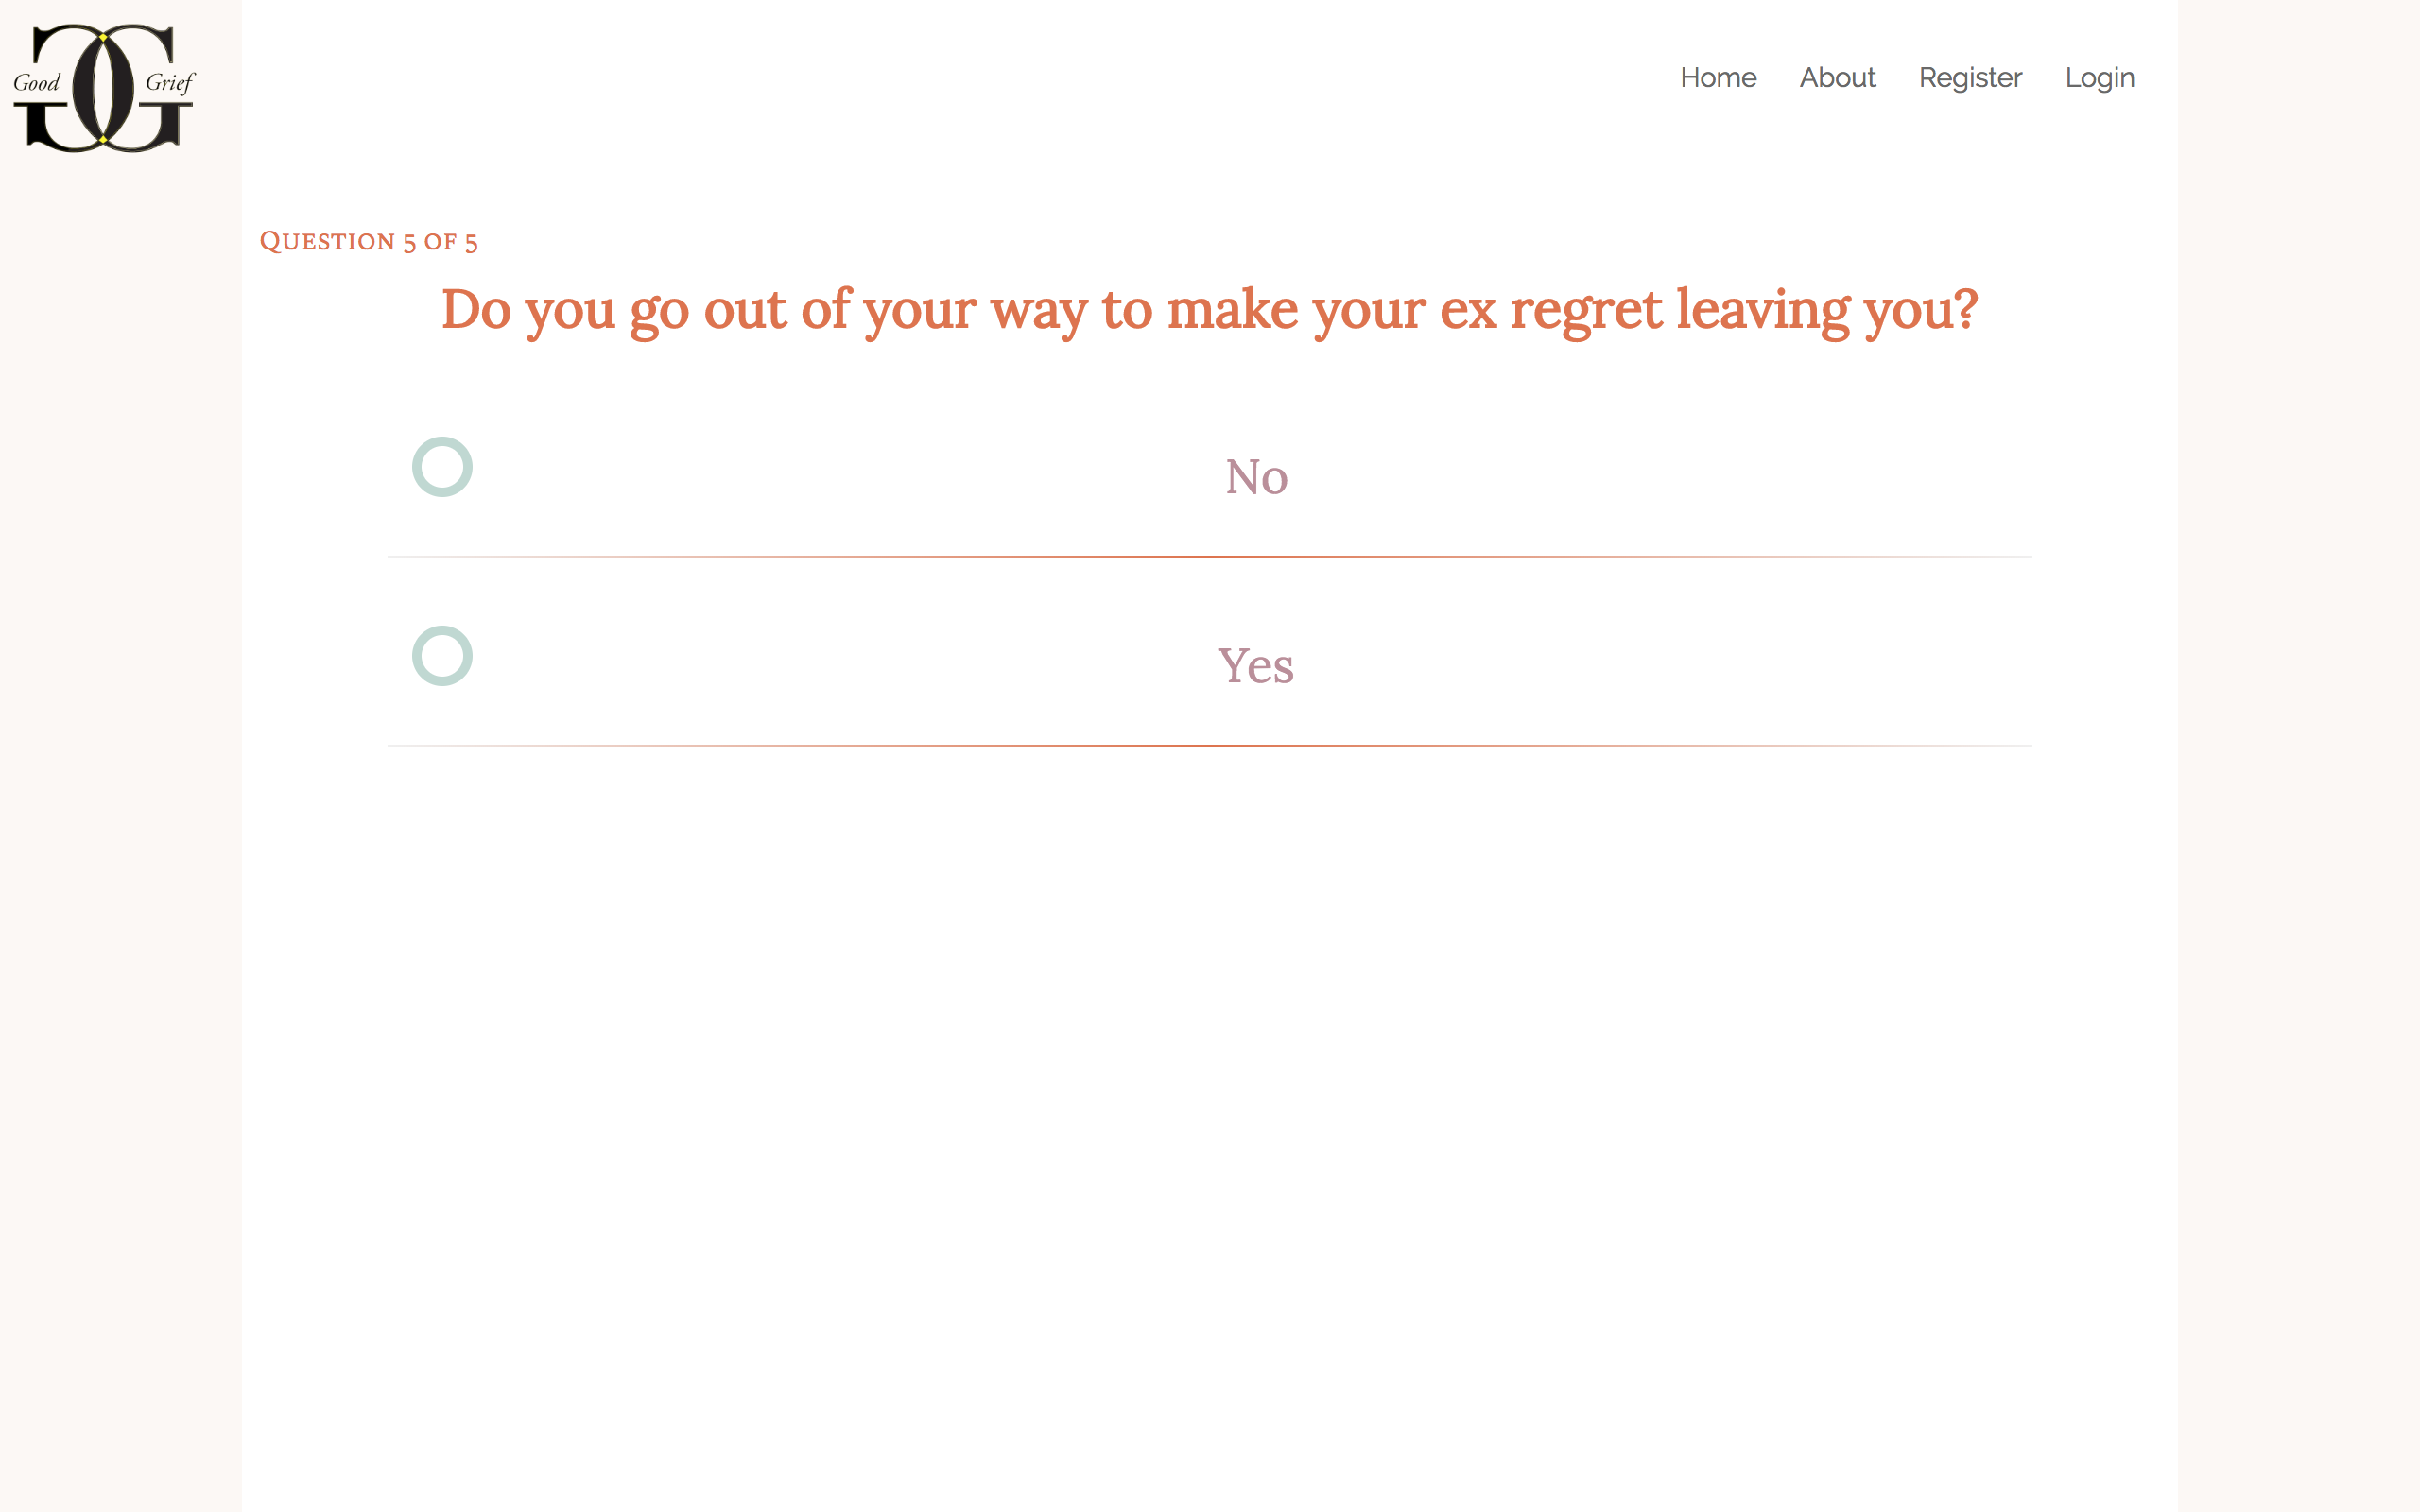 Good Grief
Home About Register Login
Question 5 of 5
Do you go out of your way to make your ex regret leaving you?
No
Yes